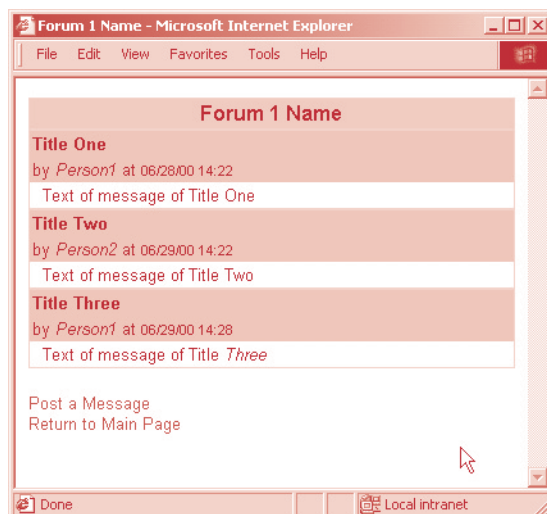 Forum 1 Name - Microsoft Internet Explorer
File Edit View Favorites Tools Help
Forum 1 Name
Title One
by Person1 at 06/28/00 14:22
Text of message of Title One
Title Two
by Person2 at 06/29/00 14:22
Text of message of Title Two
Title Three
by Person1 at 06/29/00 14:28
Text of message of Title Three
Post a Message
Return to Main Page
Done Local intranet